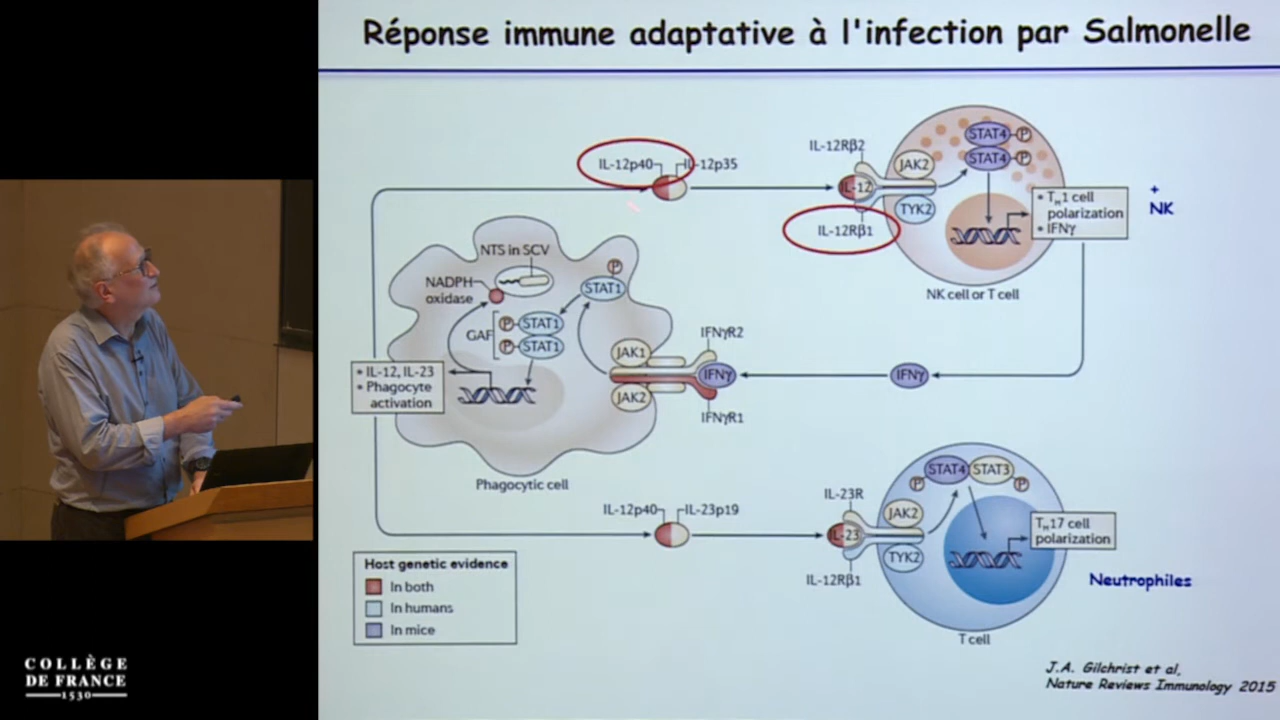 Réponse immune adaptative à l'infection par Salmonelle
IL-12p40
IL-12p35
IL-12Rβ2
IL-12
IL-12Rβ1
JAK2
TYK2
STAT4
P
STAT4
P
• TH1 cell
polarization
• IFNγ
+
NK
NK cell or T cell
NTS in SCV
NADPH
oxidase
P
STAT1
GAF
P
STAT1
P
STAT1
• IL-12, IL-23
• Phagocyte
activation
JAK1
JAK2
IFNγR2
IFNγ
IFNγR1
IFNγ
Phagocytic cell
IL-12p40
IL-23p19
IL-23R
IL-23
IL-12Rβ1
JAK2
TYK2
STAT4
STAT3
P
P
TH17 cell
polarization
Neutrophiles
T cell
Host genetic evidence
In both
In humans
In mice
J.A. Gilchrist et al,
Nature Reviews Immunology 2015
COLLÈGE
DE FRANCE
1530